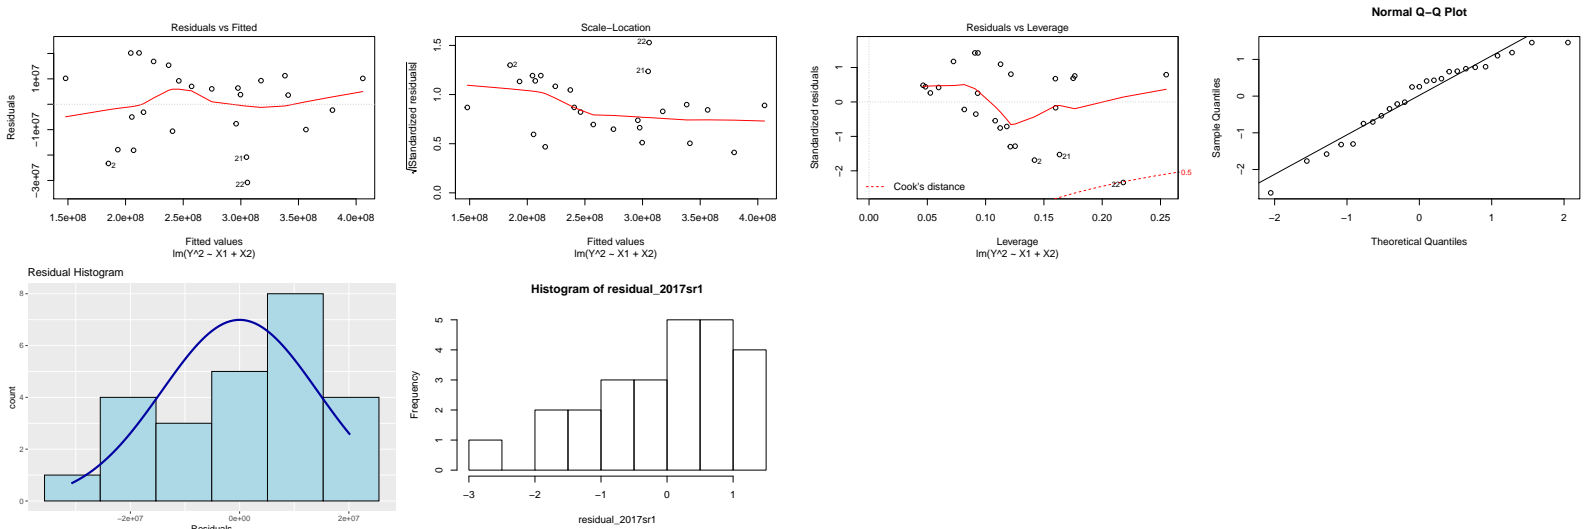 Residuals vs Fitted
Residuals
1e+07
−1e+07
−3e+07
2
21
22
1.5e+08 2.0e+08 2.5e+08 3.0e+08 3.5e+08 4.0e+08
Fitted values
lm(Y^2 ~ X1 + X2)
Scale−Location
√|Standardized residuals|
1.5
1.0
0.5
0.0
22
2
21
1.5e+08 2.0e+08 2.5e+08 3.0e+08 3.5e+08 4.0e+08
Fitted values
lm(Y^2 ~ X1 + X2)
Residuals vs Leverage
Standardized residuals
1
0
−1
−2
2
21
22
0.5
Cook's distance
0.00 0.05 0.10 0.15 0.20 0.25
Leverage
lm(Y^2 ~ X1 + X2)
Normal Q−Q Plot
Sample Quantiles
1
0
−1
−2
−2 −1 0 1 2
Theoretical Quantiles
Residual Histogram
count
8
6
4
2
0
−2e+07 0e+00 2e+07
Residuals
Histogram of residual_2017sr1
Frequency
5
4
3
2
1
0
−3 −2 −1 0 1
residual_2017sr1